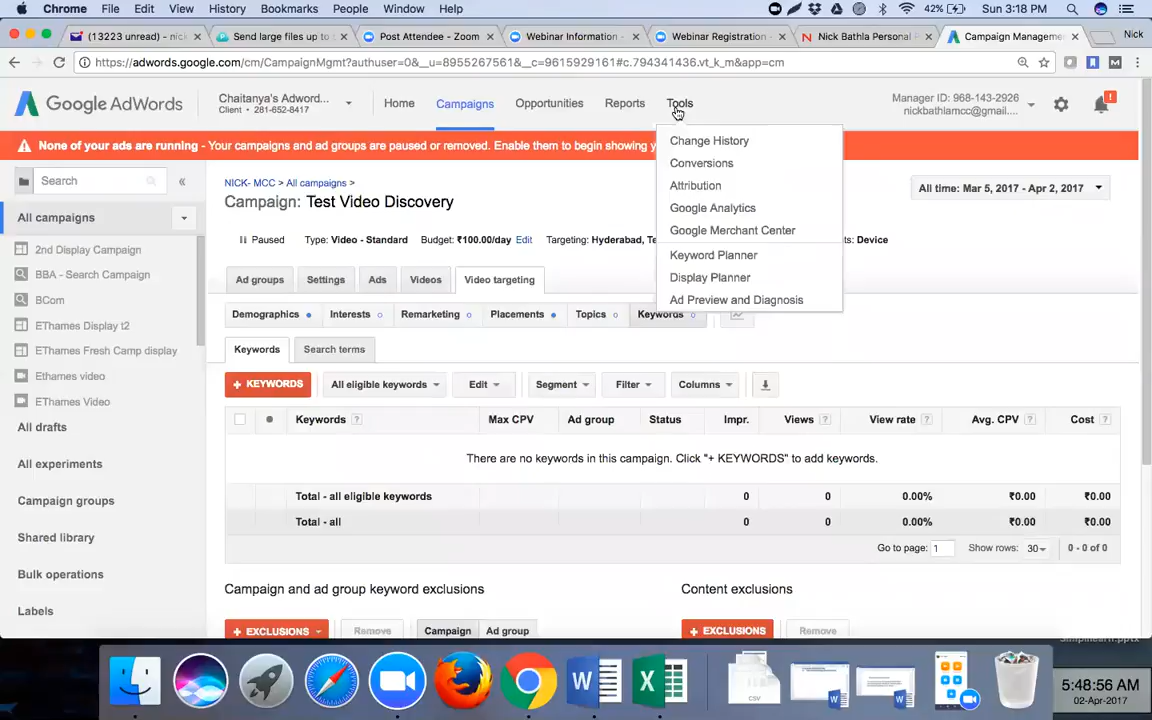 Chrome File Edit View History Bookmarks People Window Help 42% Sun 3:18 PM
(13223 unread) - nick Send large files up to Post Attendee - Zoom Webinar Information - Webinar Registration - Nick Bathla Personal Campaign Management Nick
https://adwords.google.com/cm/CampaignMgmt?authuser=0&__u=8955267561&__c=9615929161#c.794341436.vt_k_m&app=cm
Google AdWords
Chaitanya's Adword...
Client • 281-652-8417
Home Campaigns Opportunities Reports Tools
Manager ID: 968-143-2926
nickbathlamcc@gmail....
!
None of your ads are running - Your campaigns and ad groups are paused or removed. Enable them to begin showing
Change History
Conversions
Attribution
Google Analytics
Google Merchant Center
Keyword Planner
Display Planner
Ad Preview and Diagnosis
Search «
All campaigns
2nd Display Campaign
BBA - Search Campaign
BCom
EThames Display t2
EThames Fresh Camp display
Ethames video
EThames Video
All drafts
All experiments
Campaign groups
Shared library
Bulk operations
Labels
NICK- MCC > All campaigns >
Campaign: Test Video Discovery
All time: Mar 5, 2017 - Apr 2, 2017
Paused Type: Video - Standard Budget: ₹100.00/day Edit Targeting: Hyderabad, Device
Ad groups Settings Ads Videos Video targeting
Demographics Interests Remarketing Placements Topics Keywords
Keywords Search terms
+ KEYWORDS All eligible keywords Edit Segment Filter Columns
Keywords ? Max CPV Ad group Status Impr. Views ? View rate ? Avg. CPV ? Cost ?
There are no keywords in this campaign. Click "+ KEYWORDS" to add keywords.
Total - all eligible keywords 0 0 0.00% ₹0.00 ₹0.00
Total - all 0 0 0.00% ₹0.00 ₹0.00
Go to page: 1 Show rows: 30 0 - 0 of 0
Campaign and ad group keyword exclusions Content exclusions
+ EXCLUSIONS Remove Campaign Ad group + EXCLUSIONS Remove
CSV
5:48:56 AM
02-Apr-2017